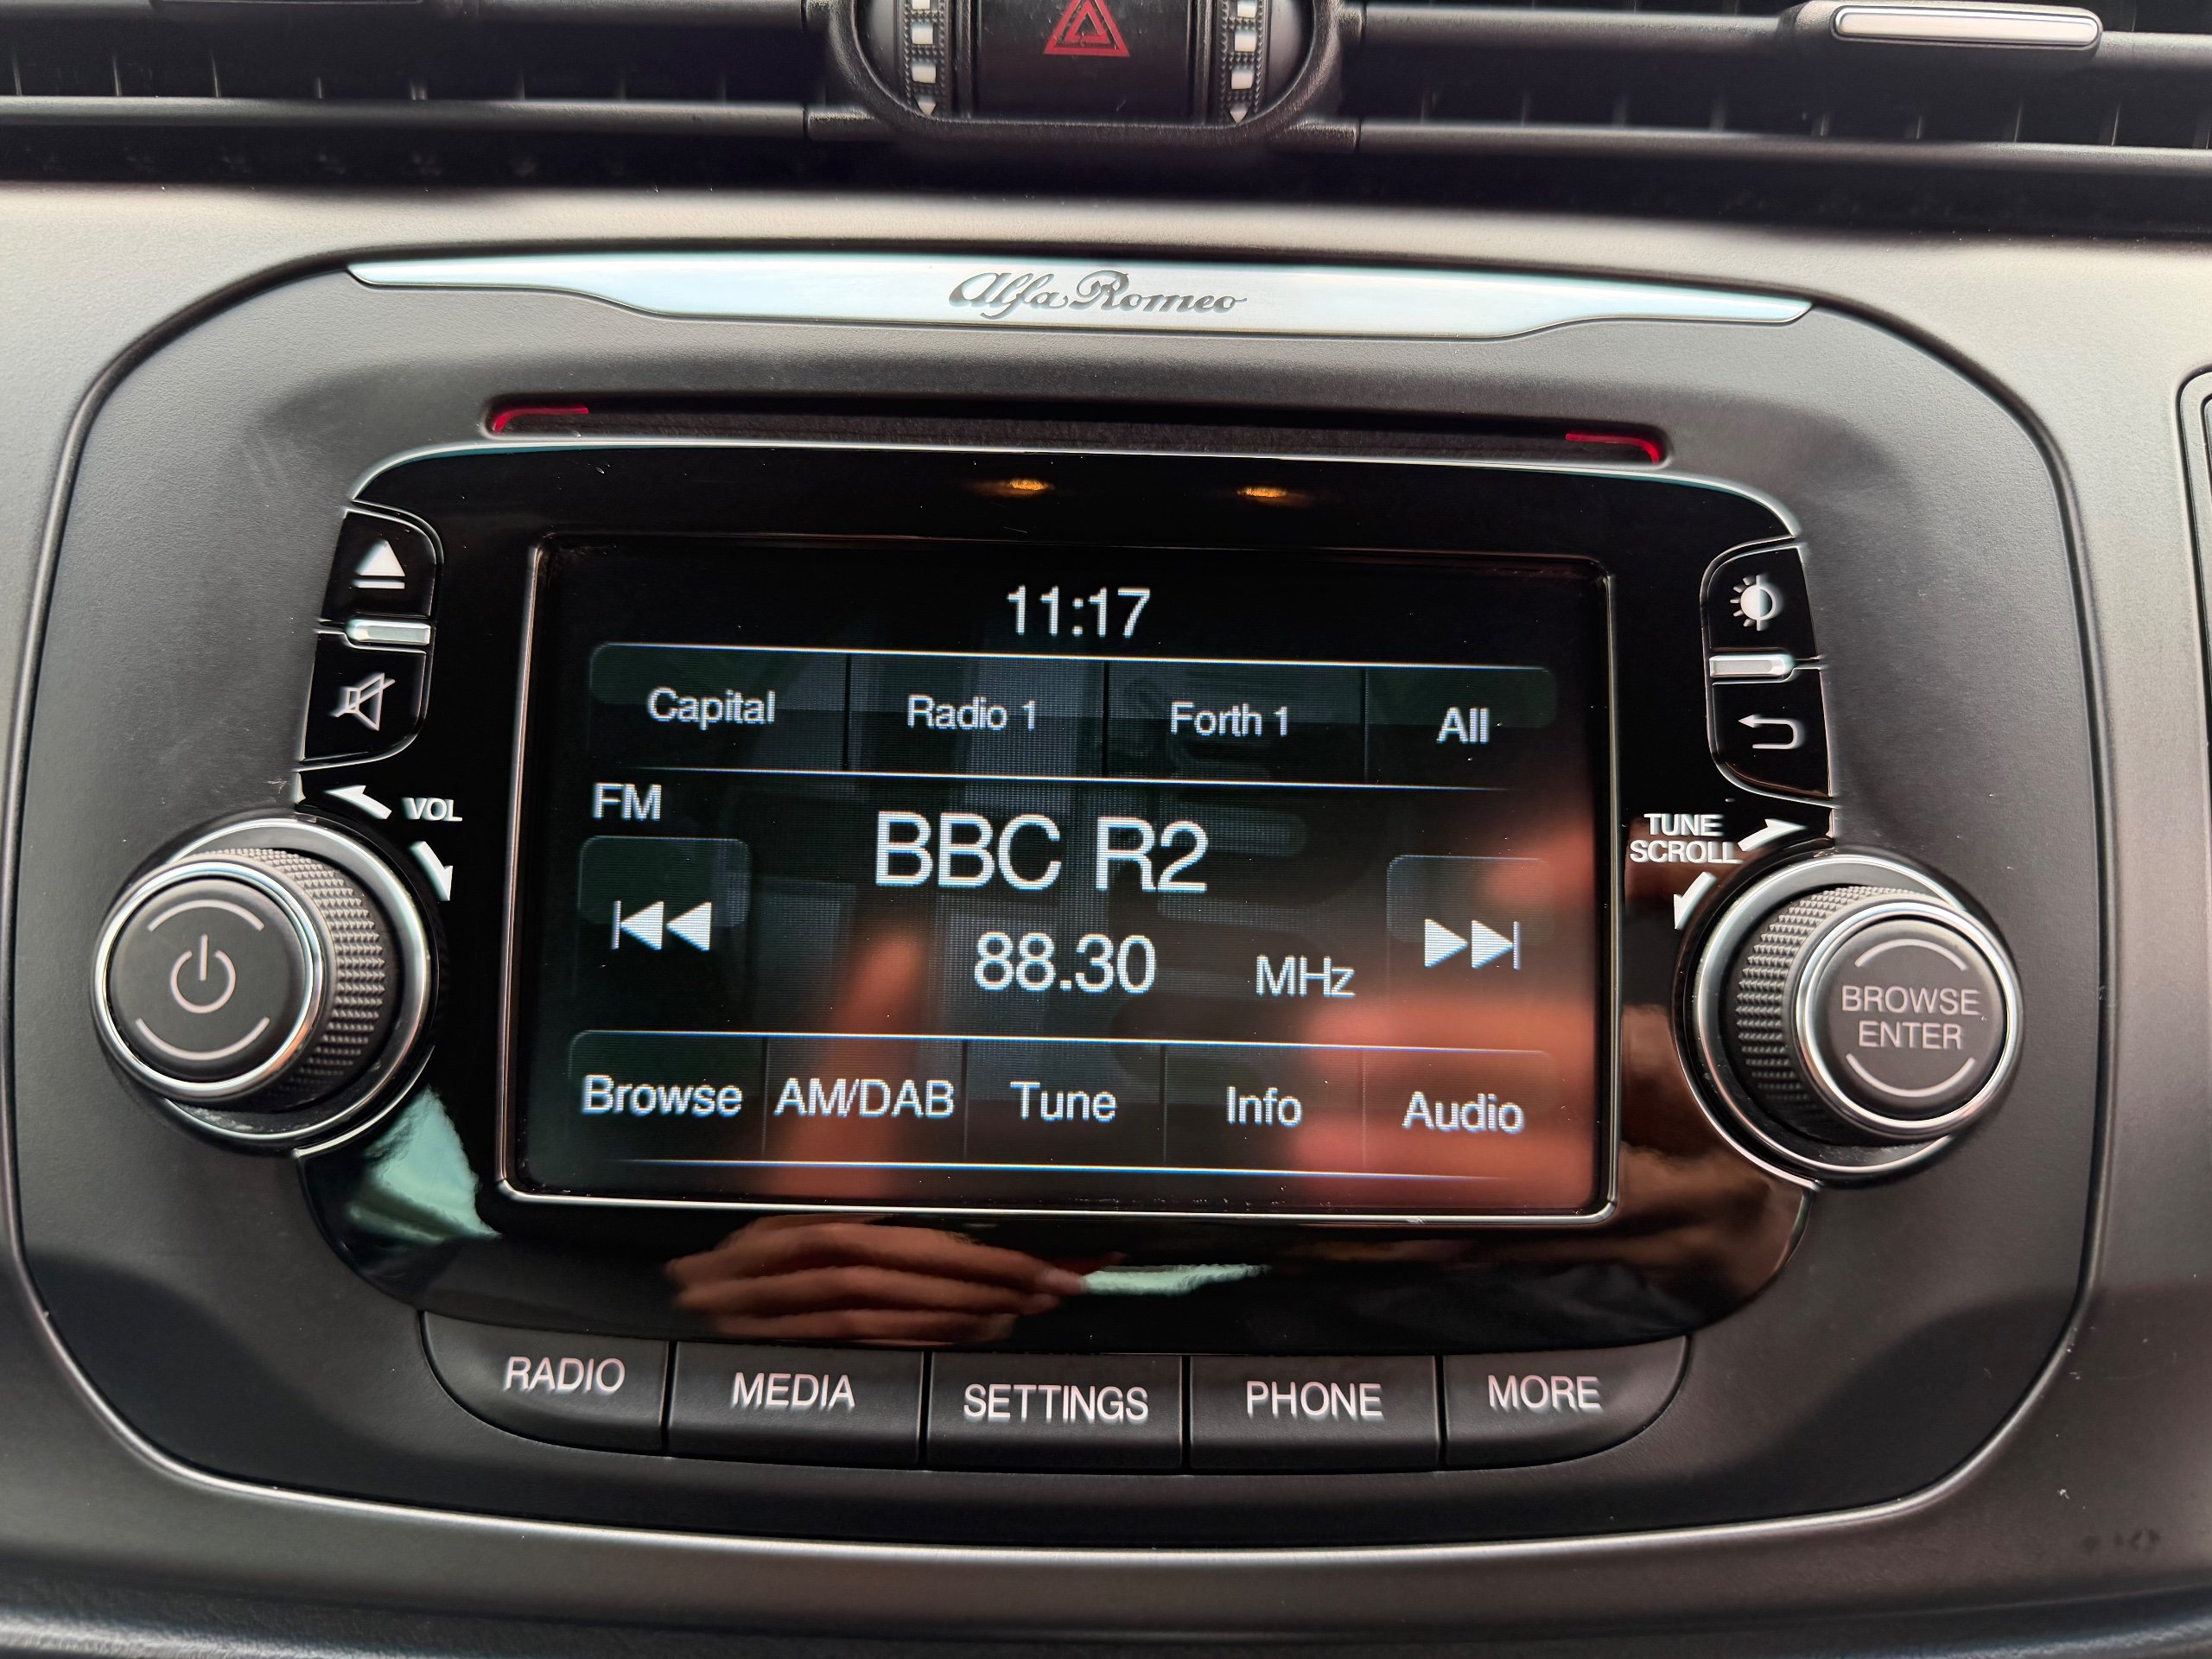 Alfa Romeo
11:17
Capital Radio 1 Forth 1 All
FM
BBC R2
88.30 MHz
Browse AM/DAB Tune Info Audio
VOL
TUNE
SCROLL
BROWSE
ENTER
RADIO MEDIA SETTINGS PHONE MORE